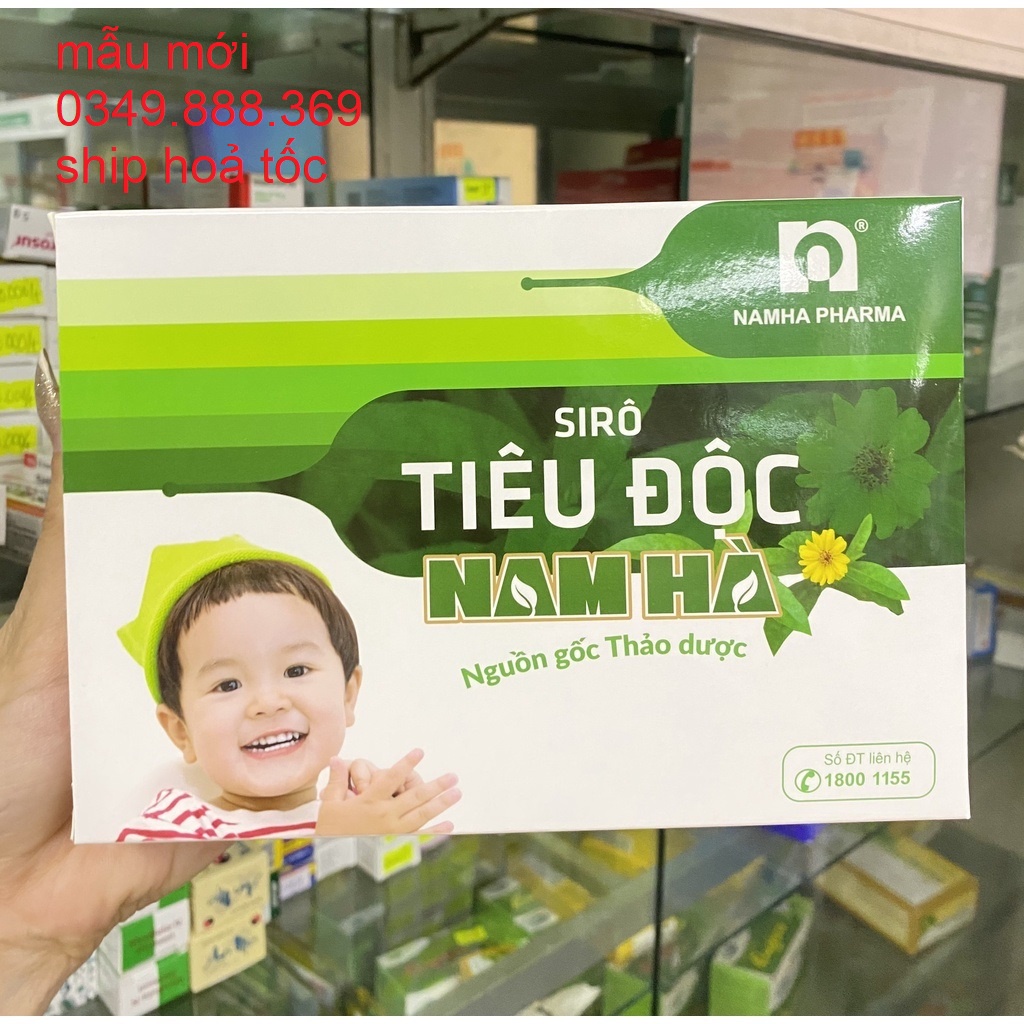 mẫu mới
0349.888.369
ship hoả tốc
n®
NAMHA PHARMA
SIRÔ
TIÊU ĐỘC
NAM HÀ
Nguồn gốc Thảo dược
Số ĐT liên hệ
1800 1155